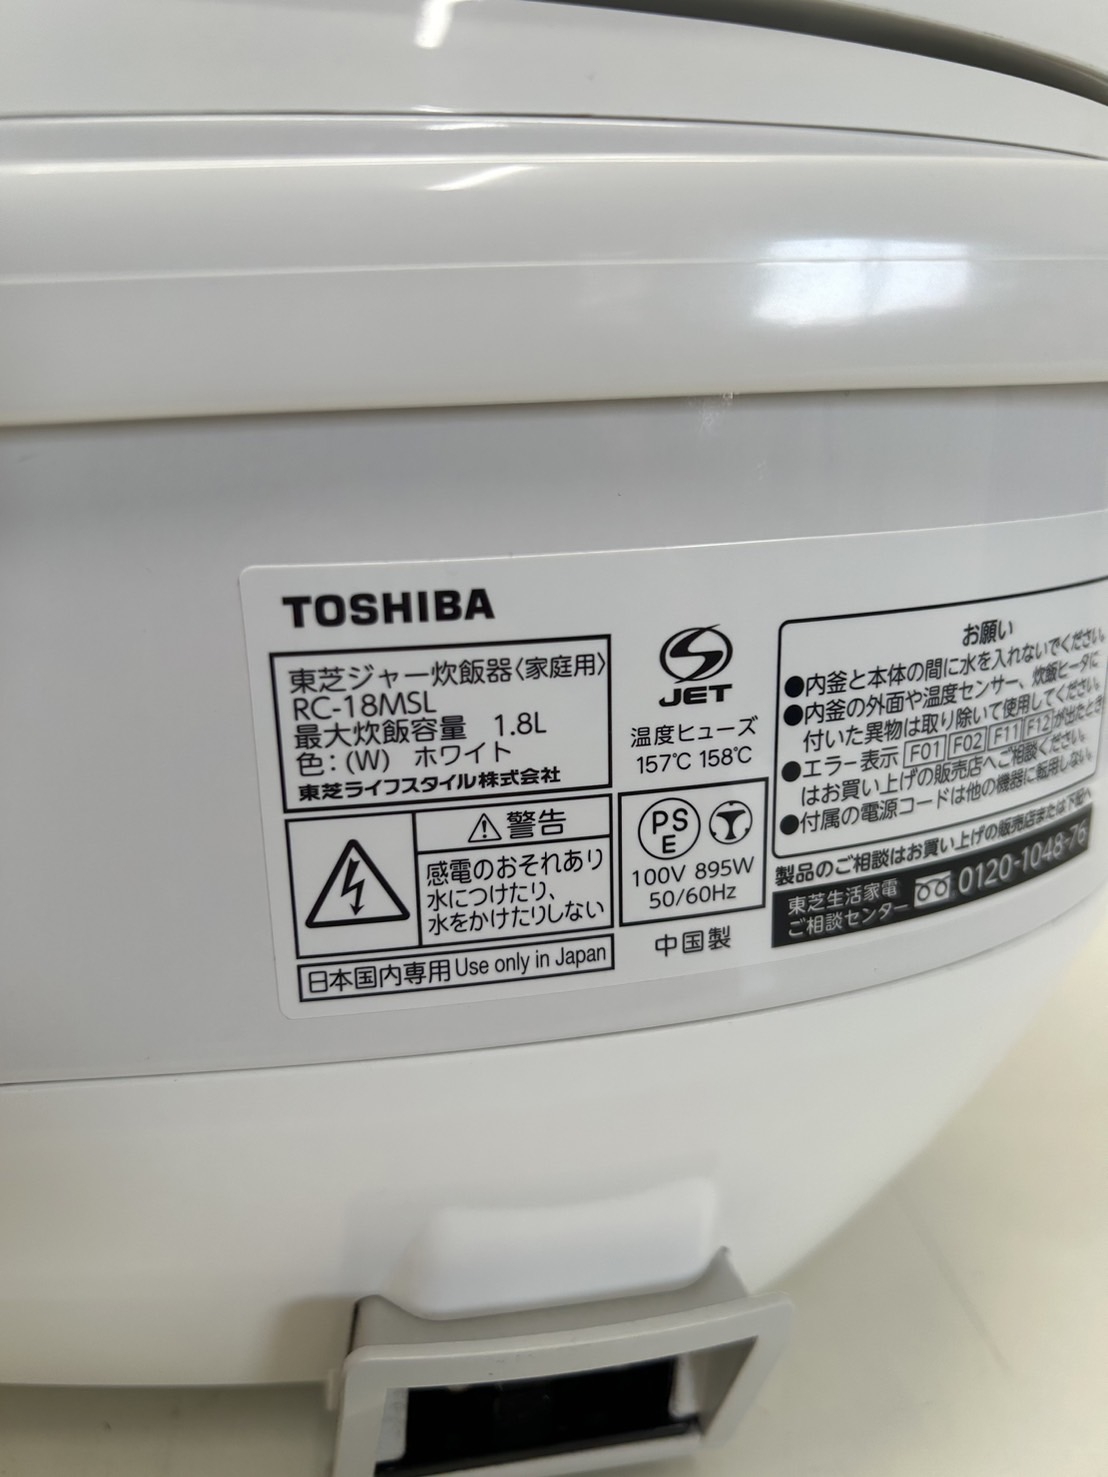 TOSHIBA
東芝ジャー炊飯器〈家庭用〉
RC-18MSL
最大炊飯容量 1.8L
色：(W) ホワイト
東芝ライフスタイル株式会社
警告
感電のおそれあり
水につけたり、
水をかけたりしない
日本国内専用 Use only in Japan
S
JET
温度ヒューズ
157℃ 158℃
PS
E
T
100V 895W
50/60Hz
中国製
お願い
●内釜と本体の間に水を入れないでください。
●内釜の外面や温度センサー、炊飯ヒータに
付いた異物は取り除いて使用してください。
●エラー表示 F01 F02 F11 F12 が出たとき
はお買い上げの販売店へご相談ください。
●付属の電源コードは他の機器に転用しない。
製品のご相談はお買い上げの販売店または下記へ
東芝生活家電
ご相談センター 0120-1048-76